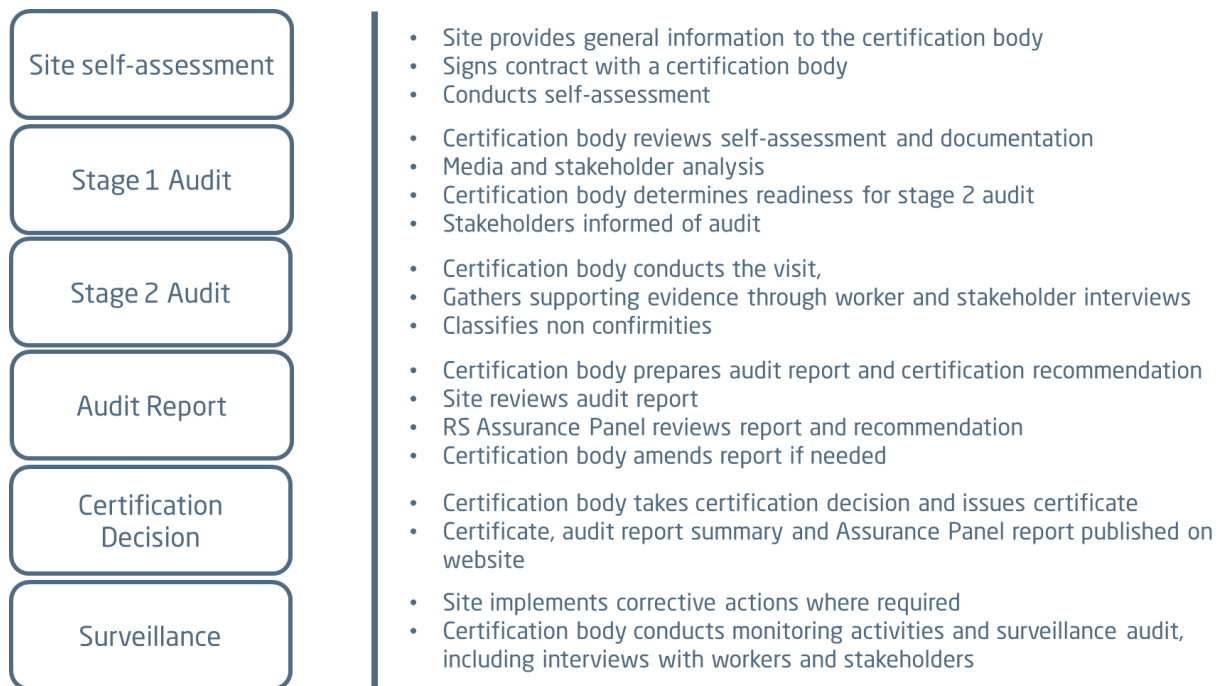 Site self-assessment
• Site provides general information to the certification body
• Signs contract with a certification body
• Conducts self-assessment
Stage 1 Audit
• Certification body reviews self-assessment and documentation
• Media and stakeholder analysis
• Certification body determines readiness for stage 2 audit
• Stakeholders informed of audit
Stage 2 Audit
• Certification body conducts the visit,
• Gathers supporting evidence through worker and stakeholder interviews
• Classifies non confirmities
Audit Report
• Certification body prepares audit report and certification recommendation
• Site reviews audit report
• RS Assurance Panel reviews report and recommendation
• Certification body amends report if needed
Certification
Decision
• Certification body takes certification decision and issues certificate
• Certificate, audit report summary and Assurance Panel report published on
website
Surveillance
• Site implements corrective actions where required
• Certification body conducts monitoring activities and surveillance audit,
including interviews with workers and stakeholders